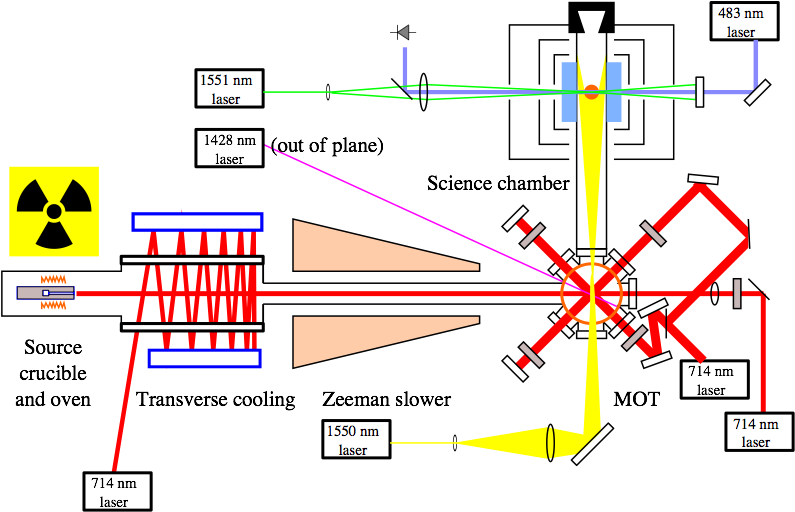 483 nm
laser
1551 nm
laser
1428 nm
laser
(out of plane)
Science chamber
Source
crucible
and oven
Transverse cooling
Zeeman slower
MOT
714 nm
laser
1550 nm
laser
714 nm
laser
714 nm
laser